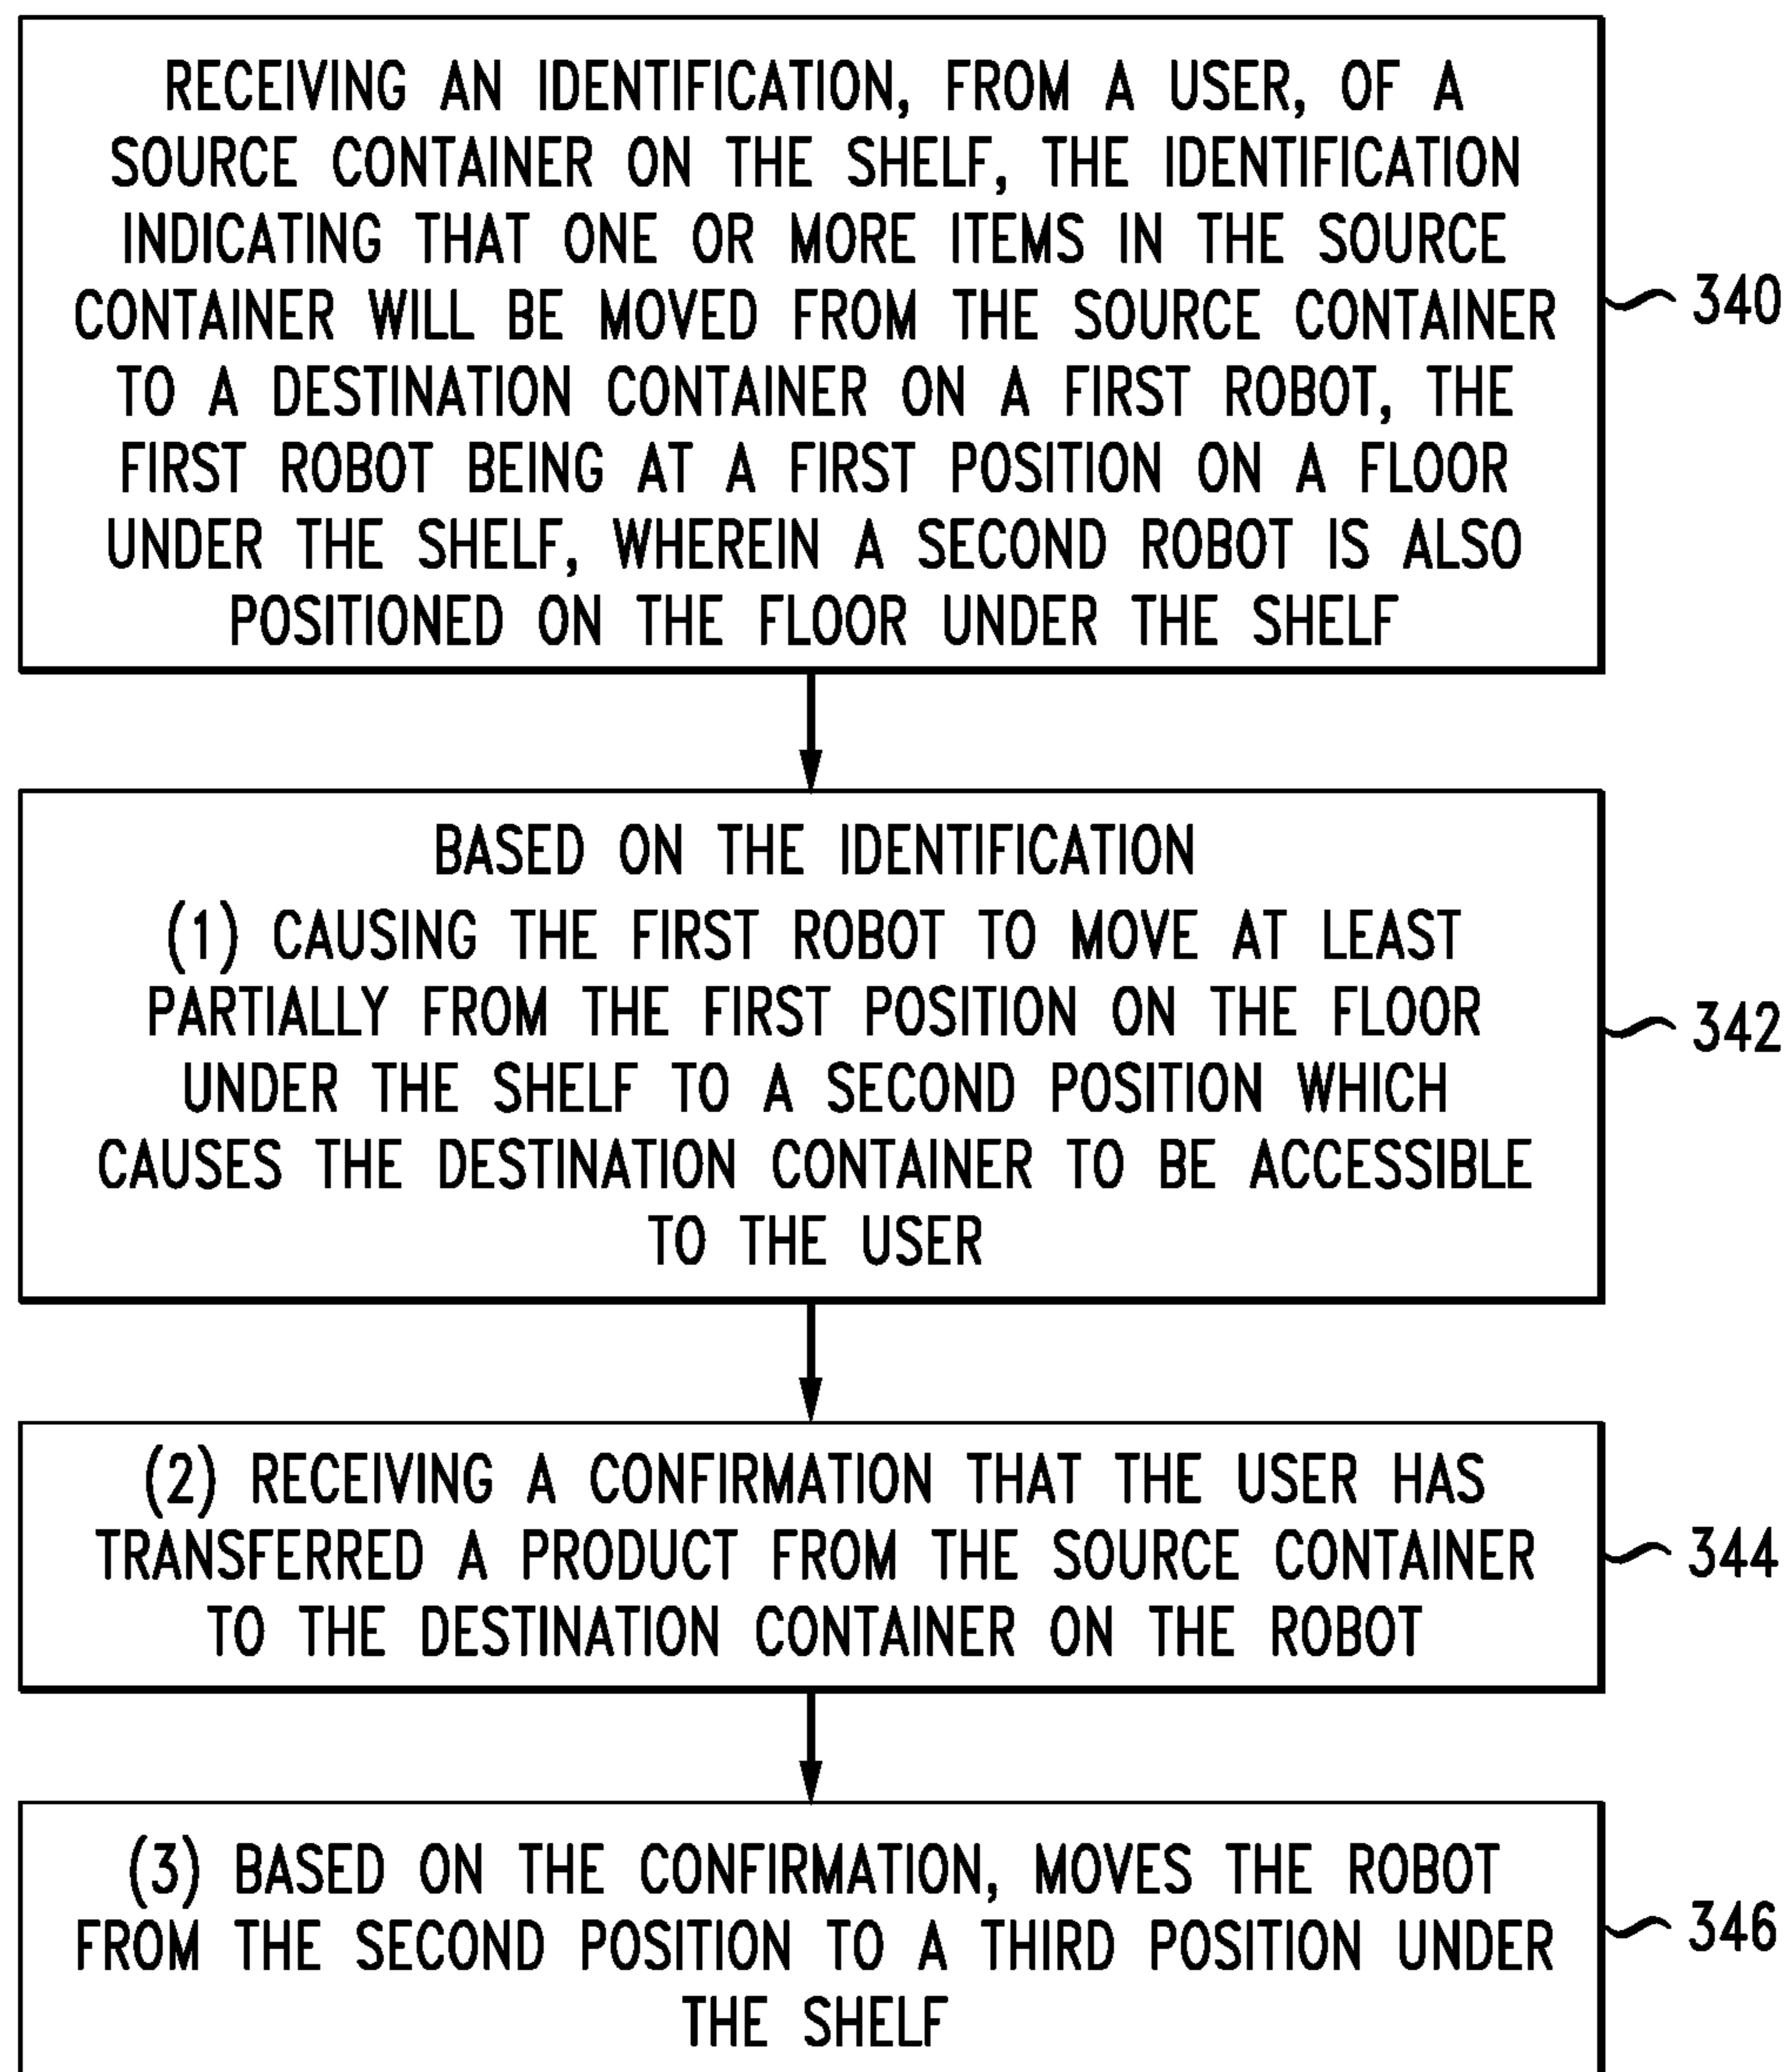 RECEIVING AN IDENTIFICATION, FROM A USER, OF A
SOURCE CONTAINER ON THE SHELF, THE IDENTIFICATION
INDICATING THAT ONE OR MORE ITEMS IN THE SOURCE
CONTAINER WILL BE MOVED FROM THE SOURCE CONTAINER
TO A DESTINATION CONTAINER ON A FIRST ROBOT, THE
FIRST ROBOT BEING AT A FIRST POSITION ON A FLOOR
UNDER THE SHELF, WHEREIN A SECOND ROBOT IS ALSO
POSITIONED ON THE FLOOR UNDER THE SHELF
340
BASED ON THE IDENTIFICATION
(1) CAUSING THE FIRST ROBOT TO MOVE AT LEAST
PARTIALLY FROM THE FIRST POSITION ON THE FLOOR
UNDER THE SHELF TO A SECOND POSITION WHICH
CAUSES THE DESTINATION CONTAINER TO BE ACCESSIBLE
TO THE USER
342
(2) RECEIVING A CONFIRMATION THAT THE USER HAS
TRANSFERRED A PRODUCT FROM THE SOURCE CONTAINER
TO THE DESTINATION CONTAINER ON THE ROBOT
344
(3) BASED ON THE CONFIRMATION, MOVES THE ROBOT
FROM THE SECOND POSITION TO A THIRD POSITION UNDER
THE SHELF
346